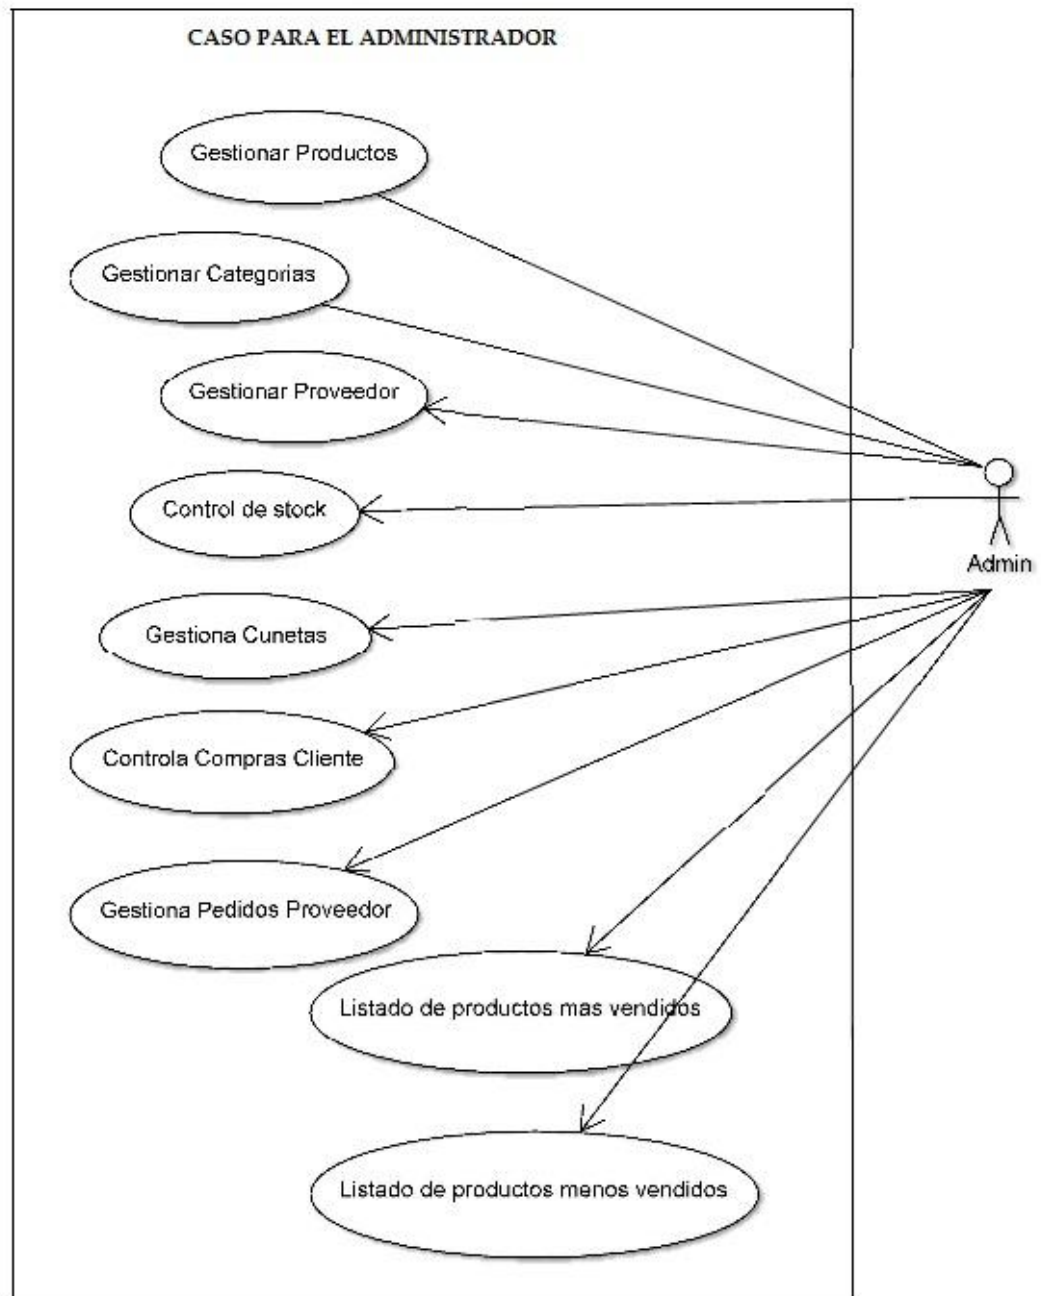 CASO PARA EL ADMINISTRADOR
Gestionar Productos
Gestionar Categorias
Gestionar Proveedor
Control de stock
Admin
Gestiona Cunetas
Controla Compras Cliente
Gestiona Pedidos Proveedor
Listado de productos mas vendidos
Listado de productos menos vendidos